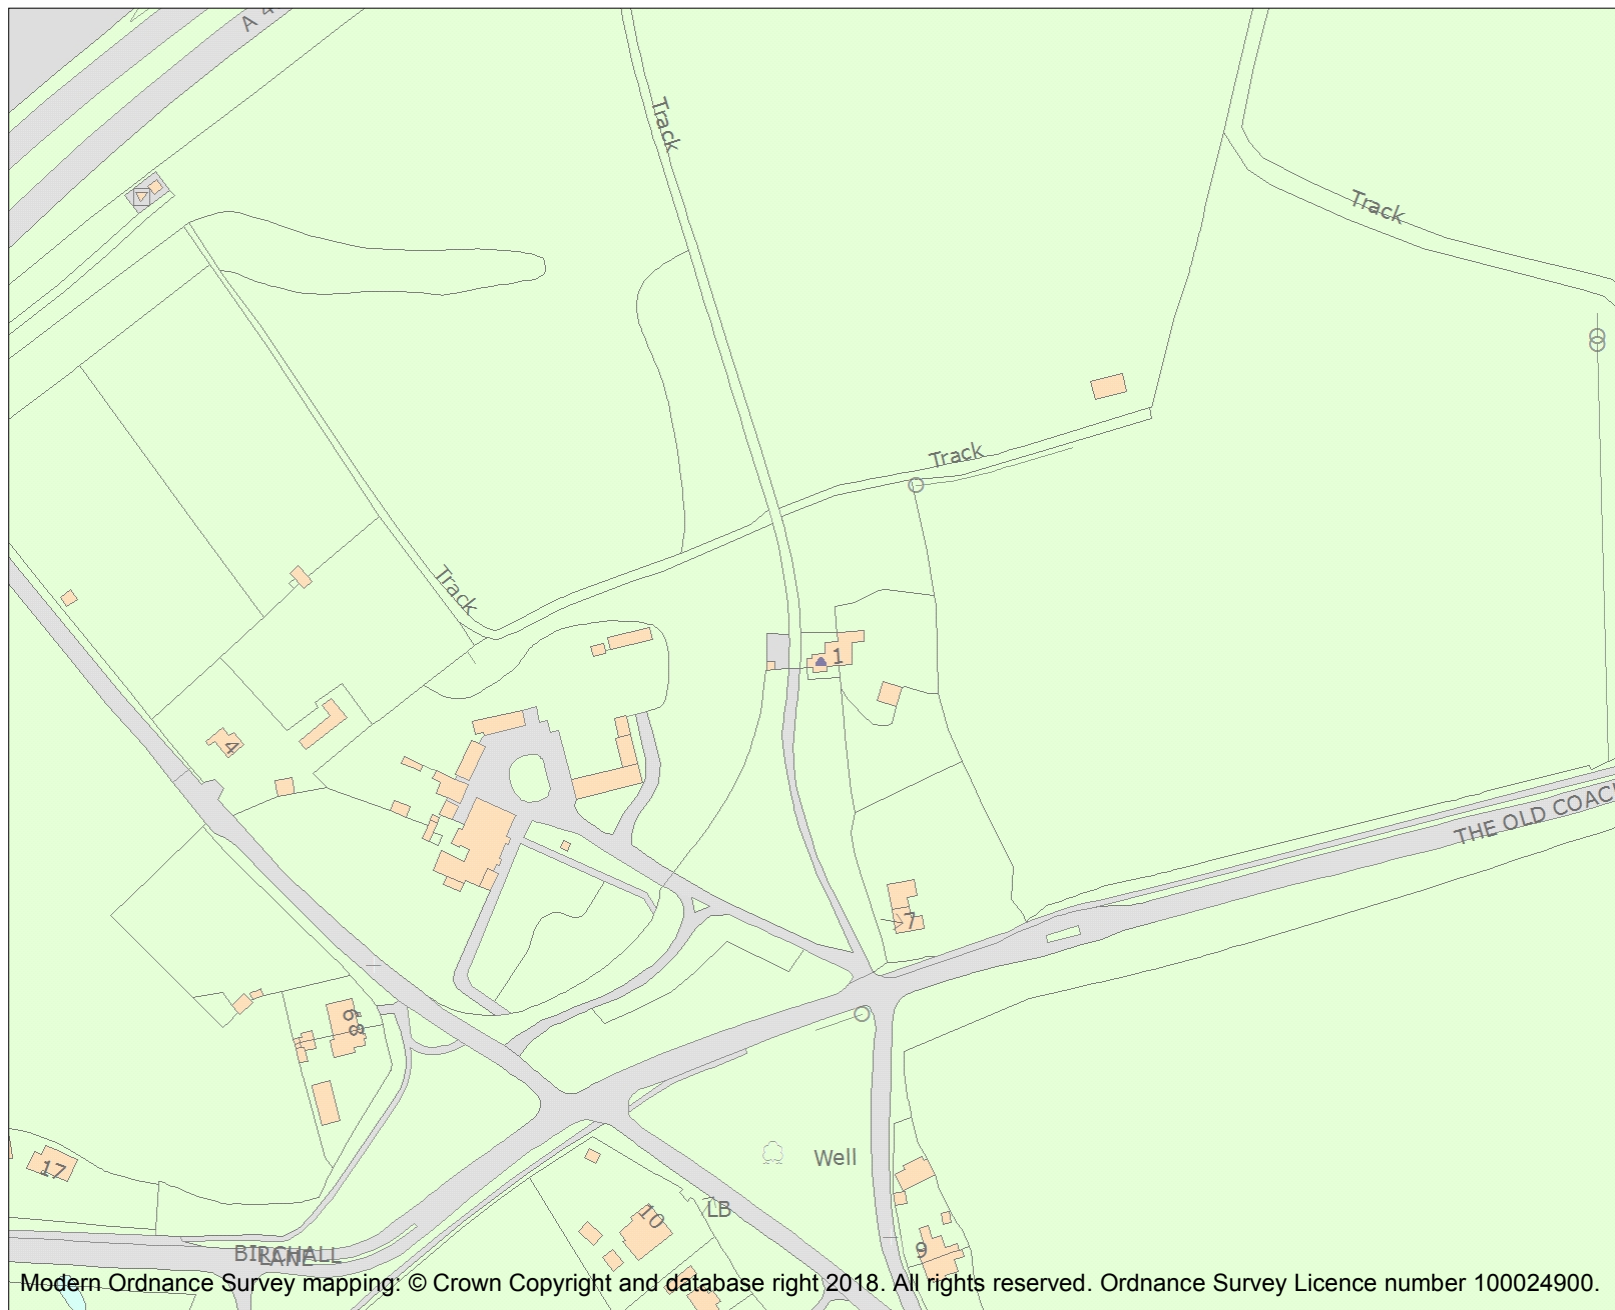 A 4
Track
Track
Track
Track
1
4
7
THE OLD COAC
68
17
Well
LB
10
9
BIRCHALL
LANE
Modern Ordnance Survey mapping: © Crown Copyright and database right 2018. All rights reserved. Ordnance Survey Licence number 100024900.